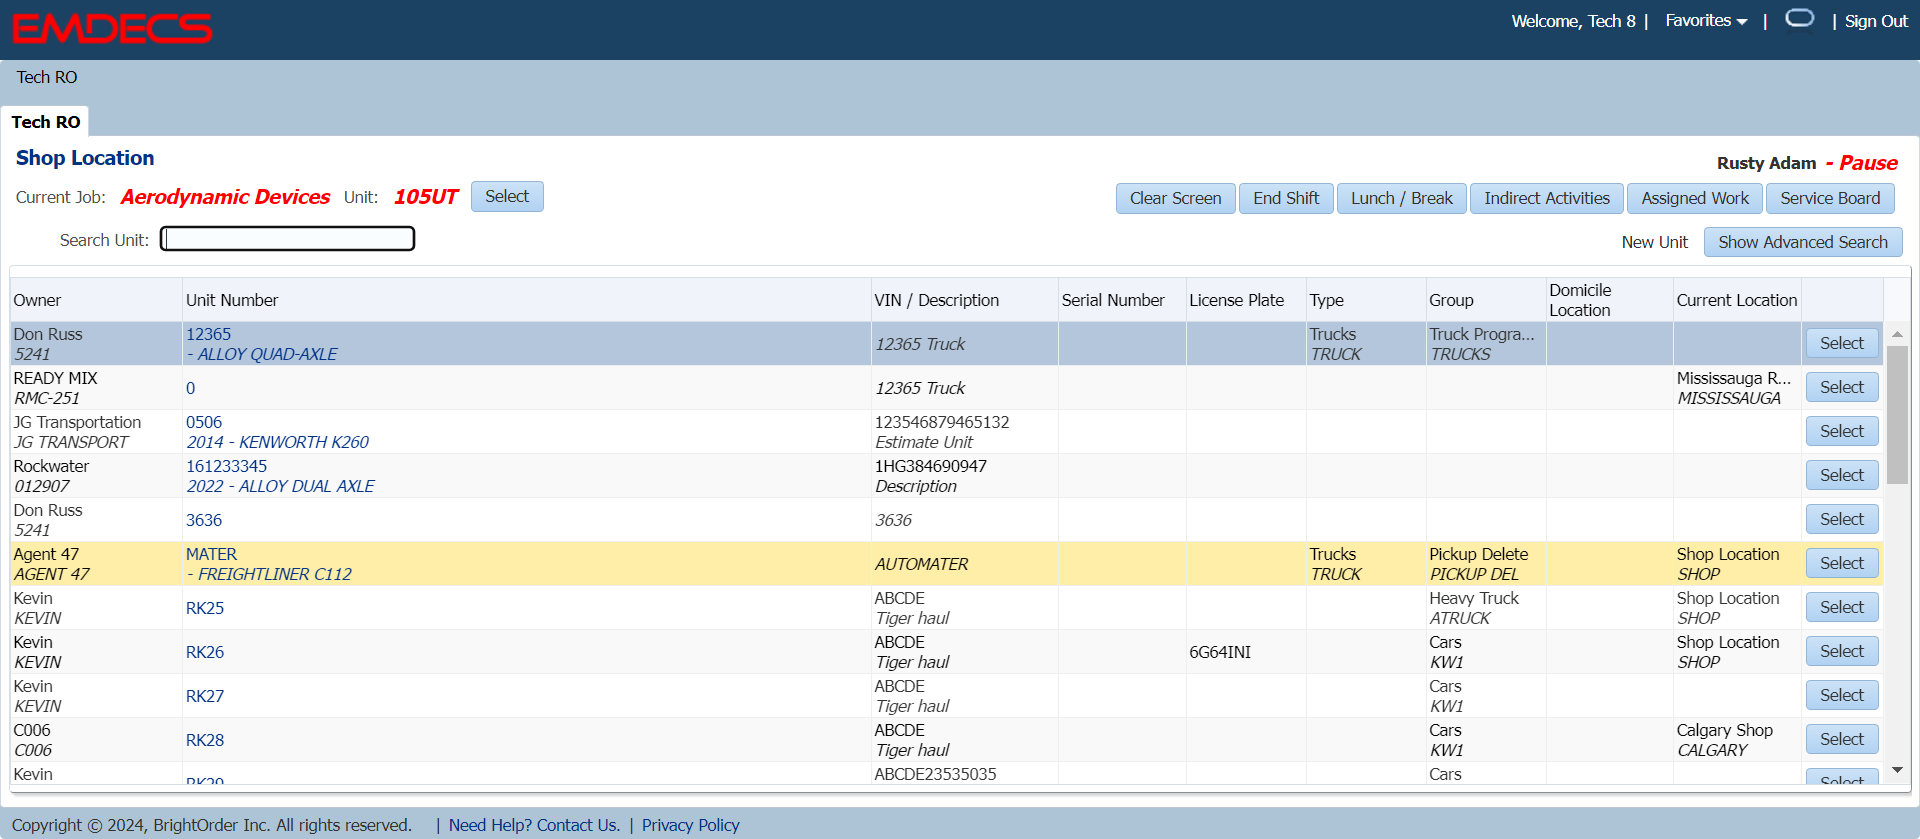 EMDECS
Welcome, Tech 8 | Favorites | | Sign Out
Tech RO
Tech RO
Shop Location
Rusty Adam - Pause
Current Job: Aerodynamic Devices Unit: 105UT Select
Clear Screen End Shift Lunch / Break Indirect Activities Assigned Work Service Board
Search Unit:
New Unit Show Advanced Search
Owner Unit Number VIN / Description Serial Number License Plate Type Group Domicile Location Current Location
Don Russ 12365 Trucks Truck Progra...
5241 - ALLOY QUAD-AXLE 12365 Truck TRUCK TRUCKS Select
READY MIX Mississauga R...
RMC-251 0 12365 Truck MISSISSAUGA Select
JG Transportation 0506 123546879465132
JG TRANSPORT 2014 - KENWORTH K260 Estimate Unit Select
Rockwater 161233345 1HG384690947
012907 2022 - ALLOY DUAL AXLE Description Select
Don Russ
5241 3636 3636 Select
Agent 47 MATER Trucks Pickup Delete Shop Location
AGENT 47 - FREIGHTLINER C112 AUTOMATER TRUCK PICKUP DEL SHOP Select
Kevin ABCDE Heavy Truck Shop Location
KEVIN RK25 Tiger haul ATRUCK SHOP Select
Kevin ABCDE Cars Shop Location
KEVIN RK26 Tiger haul 6G64INI KW1 SHOP Select
Kevin ABCDE Cars
KEVIN RK27 Tiger haul KW1 Select
C006 ABCDE Cars Calgary Shop
C006 RK28 Tiger haul KW1 CALGARY Select
Kevin RK29 ABCDE23535035 Cars Select
Copyright © 2024, BrightOrder Inc. All rights reserved. | Need Help? Contact Us. | Privacy Policy